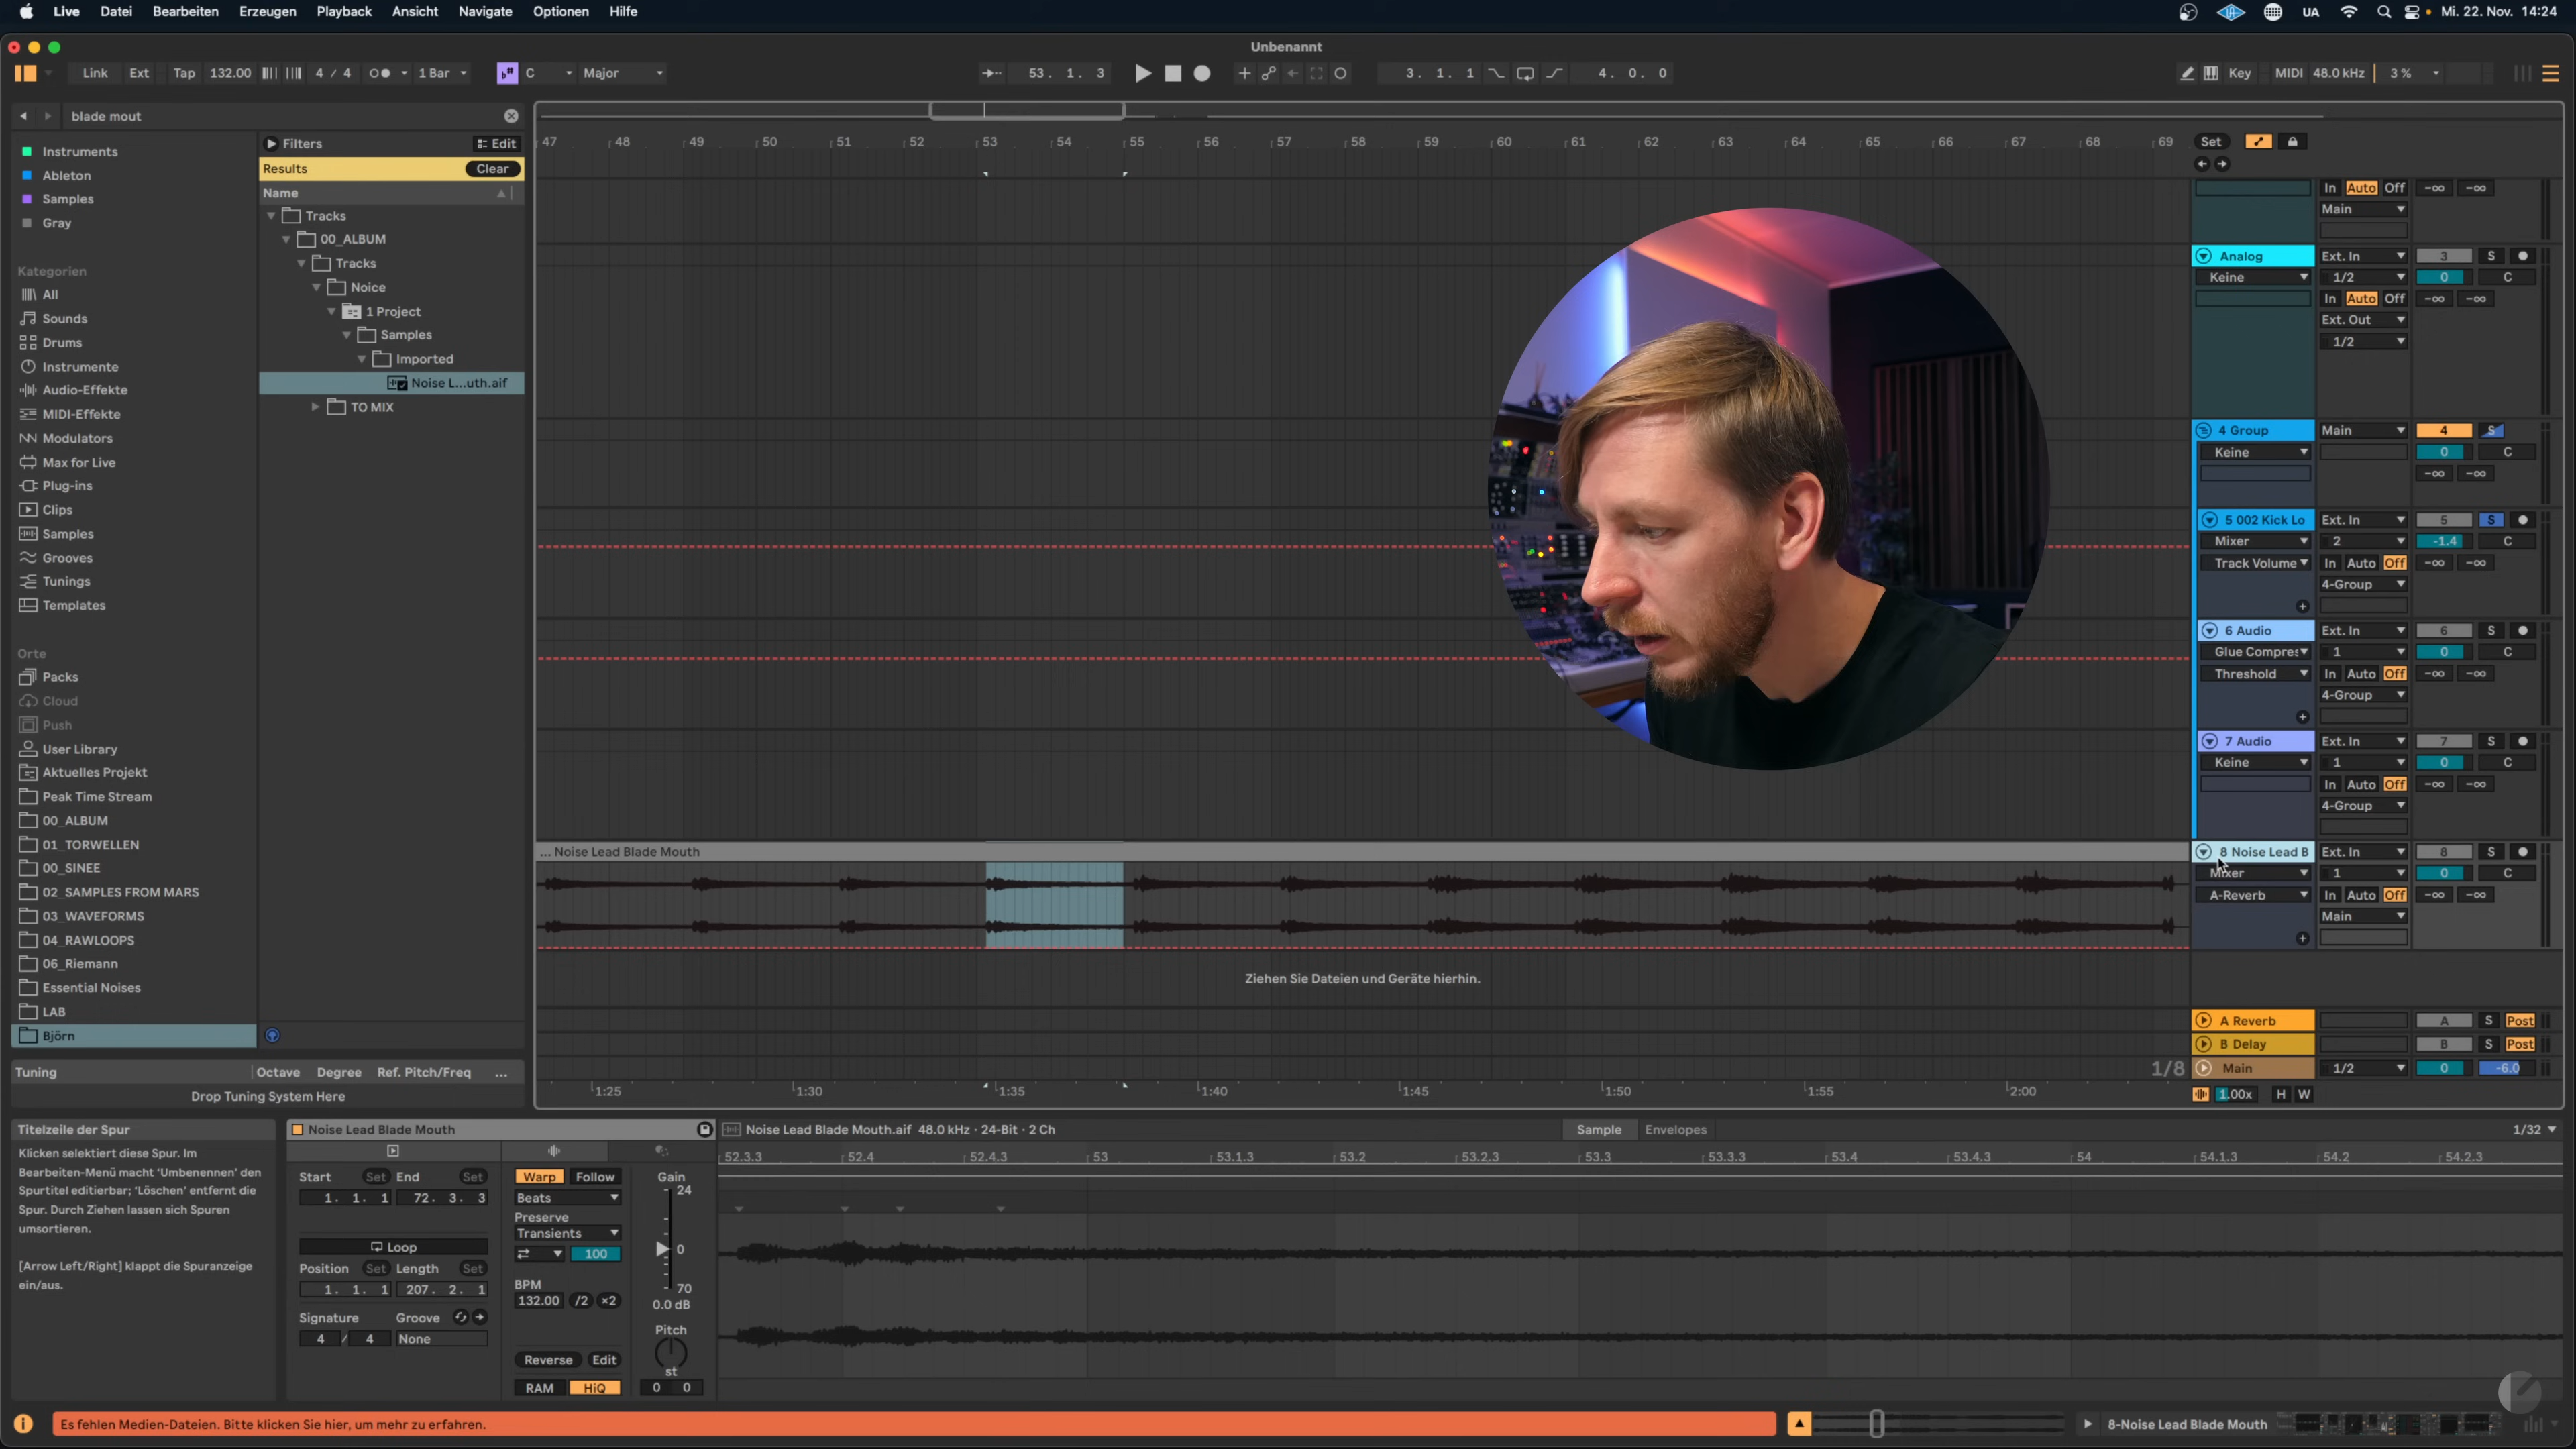 Live Datei Bearbeiten Erzeugen Playback Ansicht Navigate Optionen Hilfe UA Mi. 22. Nov. 14:24
Unbenannt
Link Ext Tap 132.00 4 / 4 1 Bar C Major 53. 1. 3 3. 1. 1 4. 0. 0 Key MIDI 48.0 kHz 3 %
blade mout
Filters Edit
Results Clear
Name
Tracks
00_ALBUM
Tracks
Noice
1 Project
Samples
Imported
Noise L...uth.aif
TO MIX
Instruments
Ableton
Samples
Gray
Kategorien
All
Sounds
Drums
Instrumente
Audio-Effekte
MIDI-Effekte
Modulators
Max for Live
Plug-ins
Clips
Samples
Grooves
Tunings
Templates
Orte
Packs
Cloud
Push
User Library
Aktuelles Projekt
Peak Time Stream
00_ALBUM
01_TORWELLEN
00_SINEE
02_SAMPLES FROM MARS
03_WAVEFORMS
04_RAWLOOPS
06_Riemann
Essential Noises
LAB
Björn
Tuning Octave Degree Ref. Pitch/Freq ...
Drop Tuning System Here
47 48 49 50 51 52 53 54 55 56 57 58 59 60 61 62 63 64 65 66 67 68 69 Set
In Auto Off -∞ -∞
Main
Analog Ext. In 3 S
Keine 1/2 0 C
In Auto Off -∞ -∞
Ext. Out
1/2
4 Group Main 4 S
Keine 0 C
-∞ -∞
5 002 Kick Lo Ext. In 5 S
Mixer 2 -1.4 C
Track Volume In Auto Off -∞ -∞
4-Group
6 Audio Ext. In 6 S
Glue Compres 1 0 C
Threshold In Auto Off -∞ -∞
4-Group
7 Audio Ext. In 7 S
Keine 1 0 C
In Auto Off -∞ -∞
4-Group
... Noise Lead Blade Mouth 8 Noise Lead B Ext. In 8 S
Mixer 1 0 C
A-Reverb In Auto Off -∞ -∞
Main
Ziehen Sie Dateien und Geräte hierhin.
A Reverb A S Post
B Delay B S Post
1/8 Main 1/2 0 -6.0
1:25 1:30 1:35 1:40 1:45 1:50 1:55 2:00 1.00x H W
Titelzeile der Spur
Klicken selektiert diese Spur. Im
Bearbeiten-Menü macht ‘Umbenennen’ den
Spurtitel editierbar; ‘Löschen’ entfernt die
Spur. Durch Ziehen lassen sich Spuren
umsortieren.
[Arrow Left/Right] klappt die Spuranzeige
ein/aus.
Noise Lead Blade Mouth
Start Set End Set
1. 1. 1 72. 3. 3
Loop
Position Set Length Set
1. 1. 1 207. 2. 1
Signature Groove
4 / 4 None
Warp Follow
Beats
Preserve
Transients
100
BPM
132.00 /2 ×2
Reverse Edit
RAM HiQ
Gain
24
0
70
0.0 dB
Pitch
st
0 0
Noise Lead Blade Mouth.aif 48.0 kHz · 24-Bit · 2 Ch Sample Envelopes 1/32
52.3.3 52.4 52.4.3 53 53.1.3 53.2 53.2.3 53.3 53.3.3 53.4 53.4.3 54 54.1.3 54.2 54.2.3
Es fehlen Medien-Dateien. Bitte klicken Sie hier, um mehr zu erfahren. 8-Noise Lead Blade Mouth